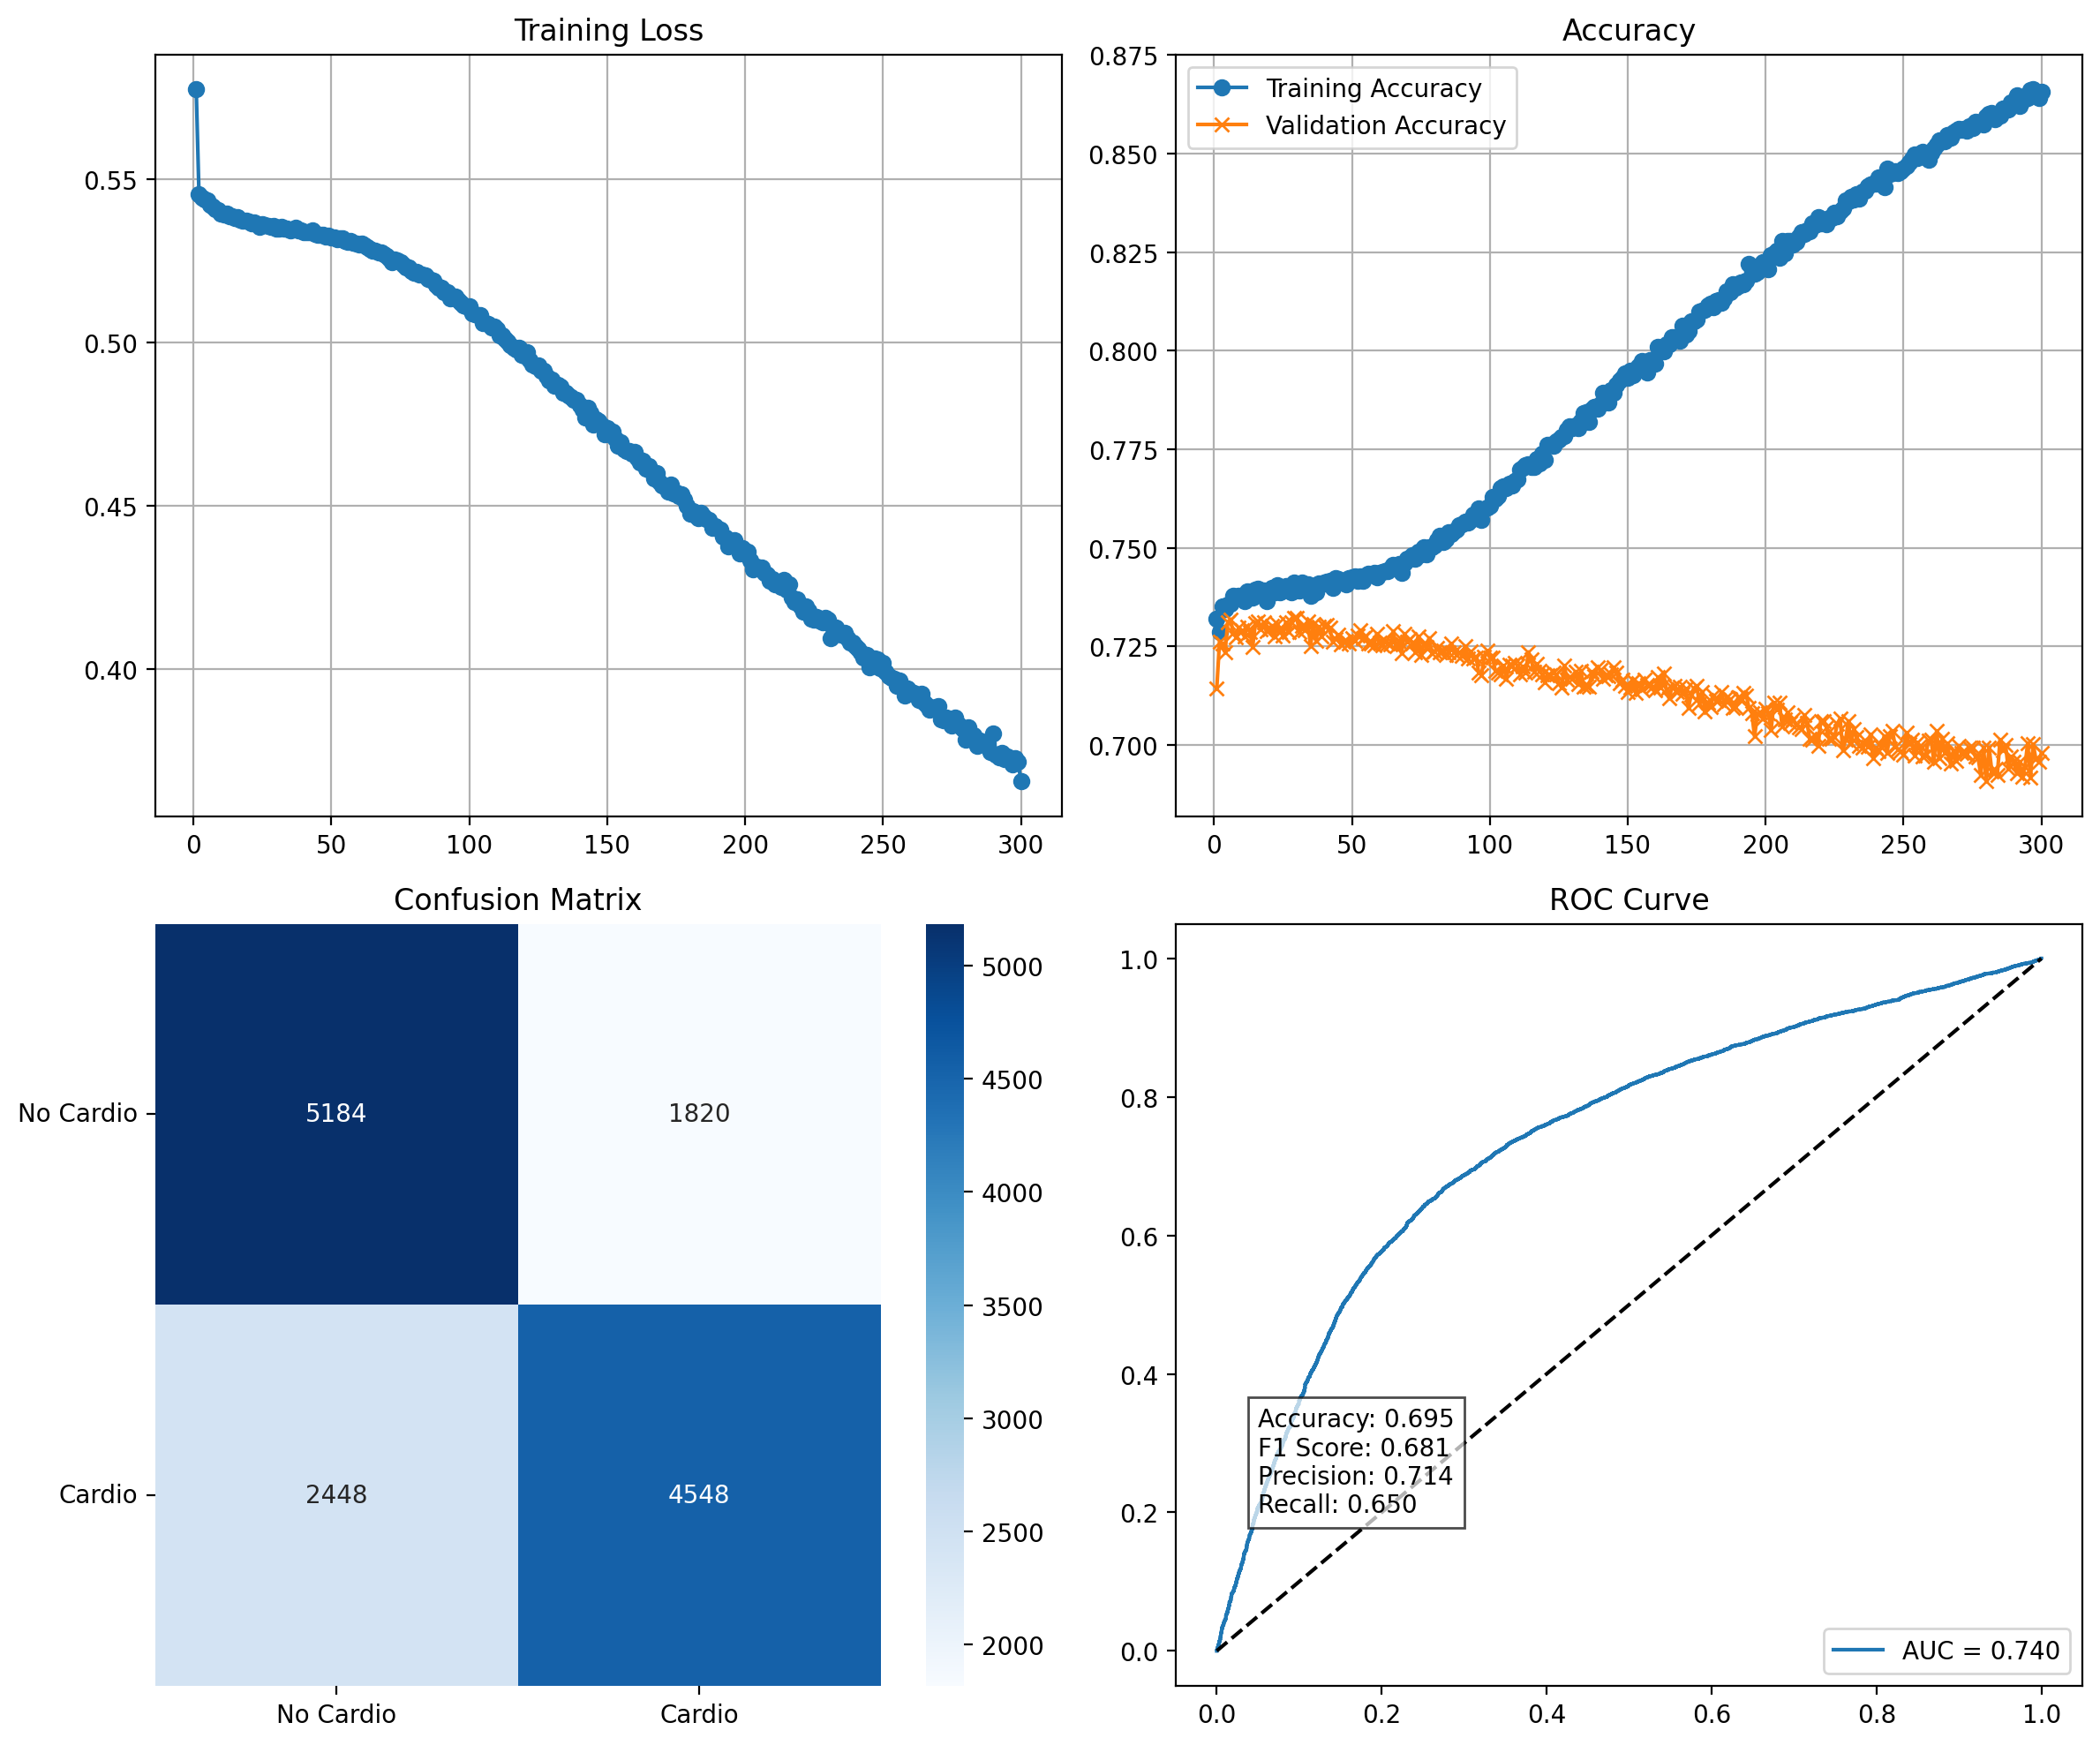 Training Loss
0.55
0.50
0.45
0.40
0 50 100 150 200 250 300
Accuracy
Training Accuracy
Validation Accuracy
0.875
0.850
0.825
0.800
0.775
0.750
0.725
0.700
0 50 100 150 200 250 300
Confusion Matrix
No Cardio
Cardio
5184 1820
2448 4548
No Cardio Cardio
5000
4500
4000
3500
3000
2500
2000
ROC Curve
1.0
0.8
0.6
0.4
0.2
0.0
Accuracy: 0.695
F1 Score: 0.681
Precision: 0.714
Recall: 0.650
AUC = 0.740
0.0 0.2 0.4 0.6 0.8 1.0